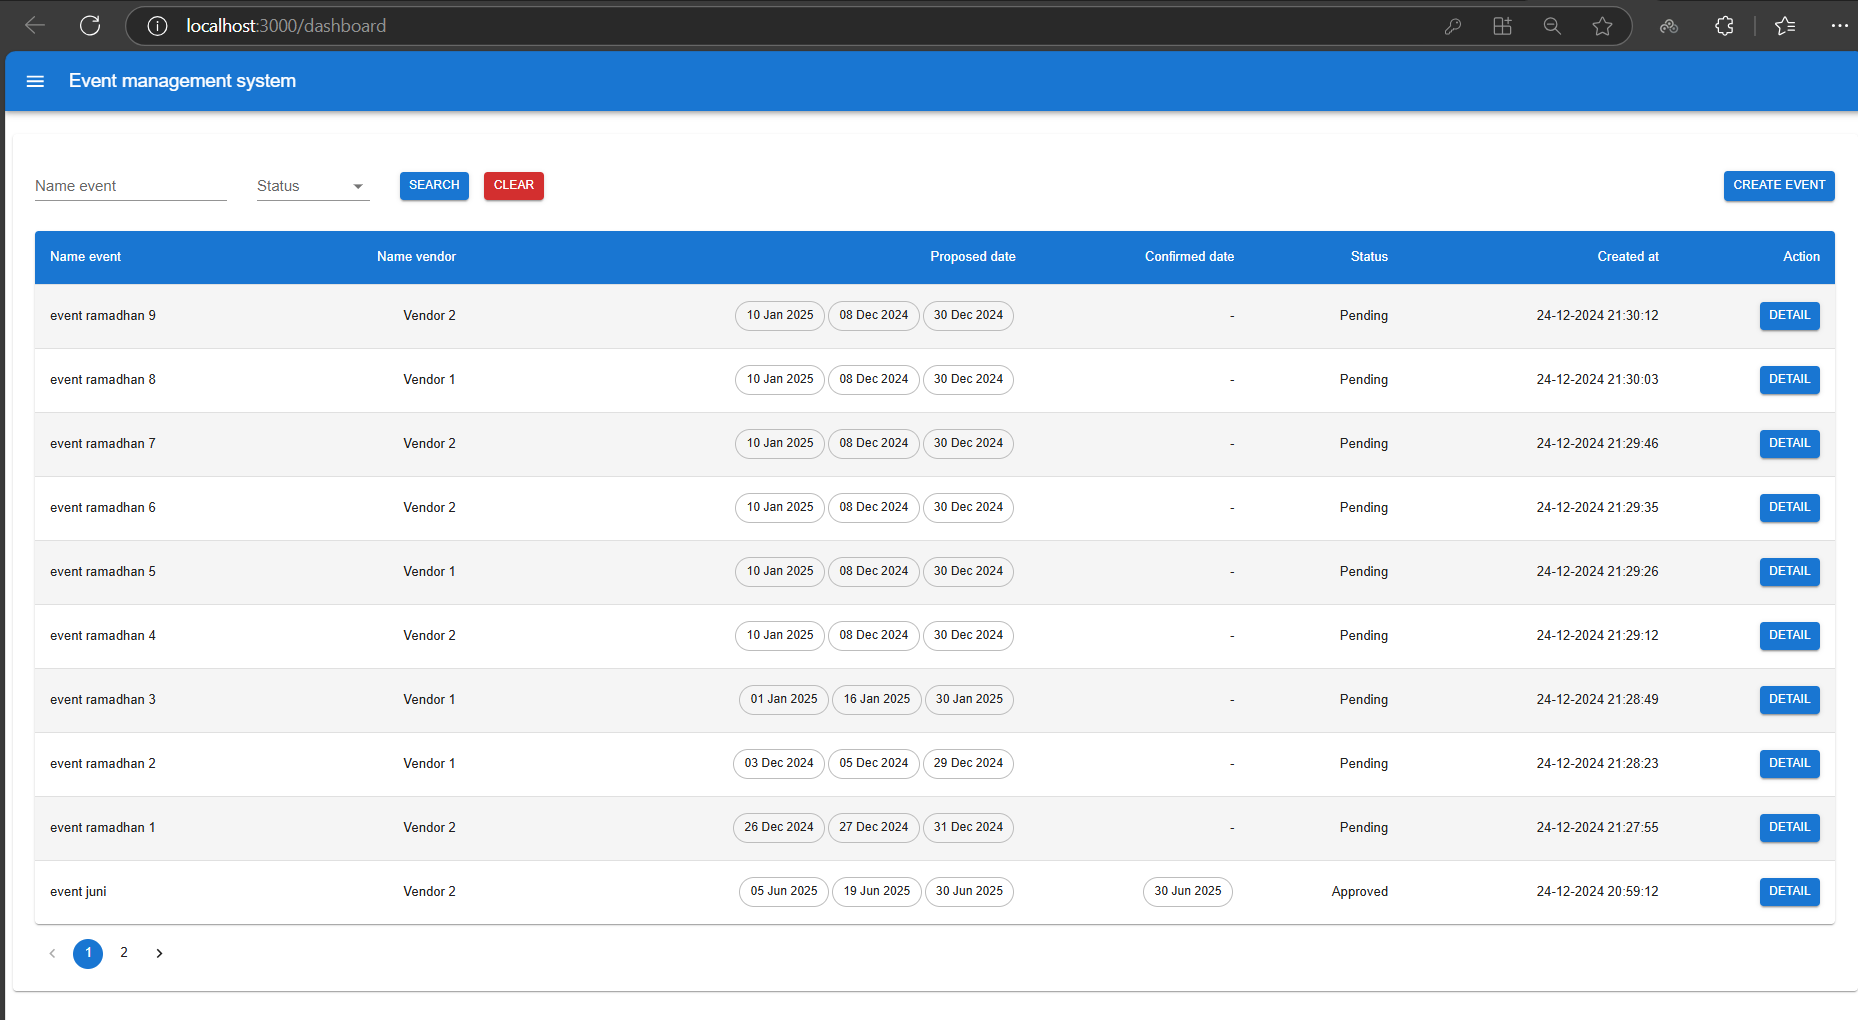 localhost:3000/dashboard
Event management system
Name event Status SEARCH CLEAR CREATE EVENT
Name event Name vendor Proposed date Confirmed date Status Created at Action
event ramadhan 9 Vendor 2 10 Jan 2025 08 Dec 2024 30 Dec 2024 - Pending 24-12-2024 21:30:12 DETAIL
event ramadhan 8 Vendor 1 10 Jan 2025 08 Dec 2024 30 Dec 2024 - Pending 24-12-2024 21:30:03 DETAIL
event ramadhan 7 Vendor 2 10 Jan 2025 08 Dec 2024 30 Dec 2024 - Pending 24-12-2024 21:29:46 DETAIL
event ramadhan 6 Vendor 2 10 Jan 2025 08 Dec 2024 30 Dec 2024 - Pending 24-12-2024 21:29:35 DETAIL
event ramadhan 5 Vendor 1 10 Jan 2025 08 Dec 2024 30 Dec 2024 - Pending 24-12-2024 21:29:26 DETAIL
event ramadhan 4 Vendor 2 10 Jan 2025 08 Dec 2024 30 Dec 2024 - Pending 24-12-2024 21:29:12 DETAIL
event ramadhan 3 Vendor 1 01 Jan 2025 16 Jan 2025 30 Jan 2025 - Pending 24-12-2024 21:28:49 DETAIL
event ramadhan 2 Vendor 1 03 Dec 2024 05 Dec 2024 29 Dec 2024 - Pending 24-12-2024 21:28:23 DETAIL
event ramadhan 1 Vendor 2 26 Dec 2024 27 Dec 2024 31 Dec 2024 - Pending 24-12-2024 21:27:55 DETAIL
event juni Vendor 2 05 Jun 2025 19 Jun 2025 30 Jun 2025 30 Jun 2025 Approved 24-12-2024 20:59:12 DETAIL
1 2